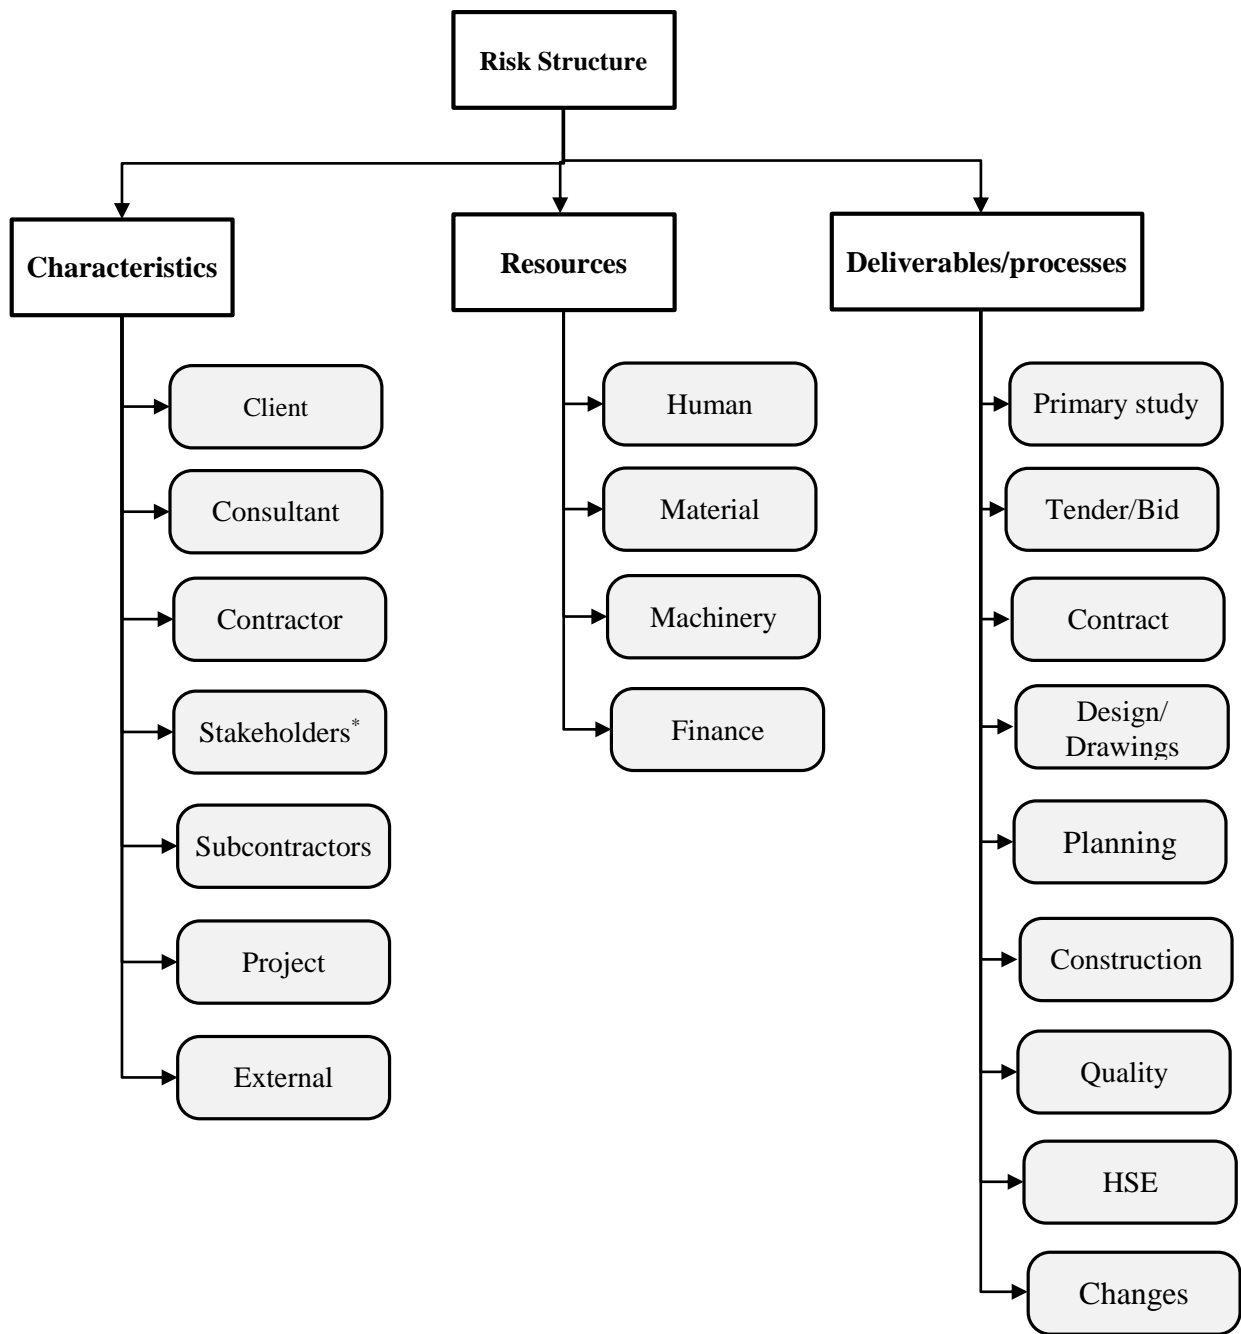 Risk Structure
Characteristics
Resources
Deliverables/processes
Client
Consultant
Contractor
Stakeholders*
Subcontractors
Project
External
Human
Material
Machinery
Finance
Primary study
Tender/Bid
Contract
Design/
Drawings
Planning
Construction
Quality
HSE
Changes